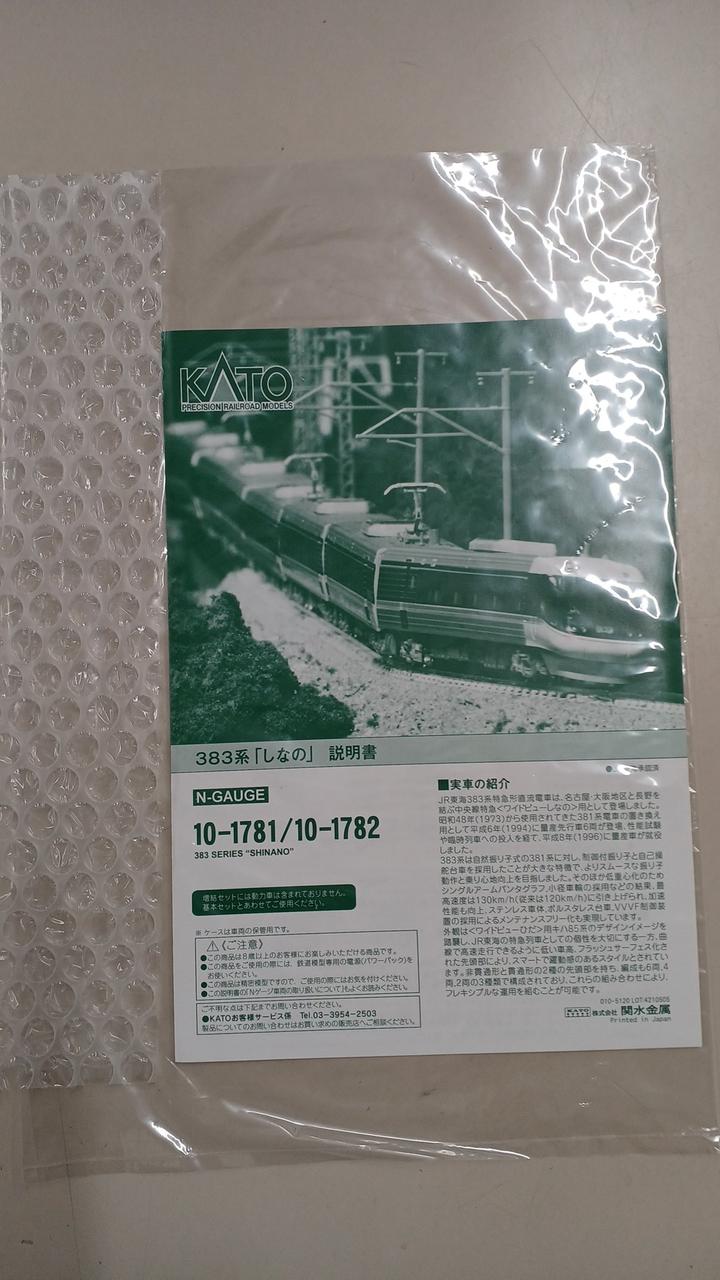 KATO
PRECISION RAILROAD MODELS
383系「しなの」 説明書
N-GAUGE
10-1781/10-1782
383 SERIES “SHINANO”
増結セットには動力車は含まれておりません。
基本セットとあわせてご使用ください。
※ ケースは車両の保管用です。
⚠〈ご注意〉
●この商品は8歳以上のお客様にお楽しみいただける商品です。
●この商品をご使用の際には、鉄道模型専用の電源(パワーパック)を
お使いください。
●この商品は精密模型ですので、ご使用の際にはお気を付けください。
●この説明書の「Nゲージ車両の取り扱いについて」もよくお読みください。
ご不明な点は下記までお問い合わせください。
●KATOお客様サービス係 Tel.03-3954-2503
製品についてのお問い合わせはお買い求めの販売店へご相談ください。
承認済
■実車の紹介
JR東海383系特急形直流電車は、名古屋・大阪地区と長野を
結ぶ中央線特急<ワイドビューしなの>用として登場しました。
昭和48年(1973)から使用されてきた381系電車の置き換え
用として平成6年(1994)に量産先行車6両が登場、性能試験
や臨時列車への投入を経て、平成8年(1996)に量産車が就役
しました。
383系は自然振り子式の381系に対し、制御付振り子と自己操
舵台車を採用したことが大きな特徴で、よりスムースな振り子
動作と乗り心地向上を目指しました。そのほか低重心化のため
シングルアームパンタグラフ、小径車輪の採用などの結果、最
高速度は130km/h(従来は120km/h)に引き上げられ、加速
性能も向上、ステンレス車体、ボルスタレス台車、VVVF制御装
置の採用によるメンテナンスフリー化も実現しています。
外観は<ワイドビューひだ>用キハ85系のデザインイメージを
踏襲し、JR東海の特急列車としての個性を大切にする一方、曲
線で高速走行できるように低い車高、フラッシュサーフェス化さ
れた先頭部により、スマートで躍動感のあるスタイルとされてい
ます。非貫通形と貫通形の2種の先頭部を持ち、編成も6両、4
両、2両の3種類で構成されており、これらの組み合わせにより、
フレキシブルな運用を組むことが可能です。
010-5120 LOT:4210505
KATO 株式会社 関水金属
Printed in Japan